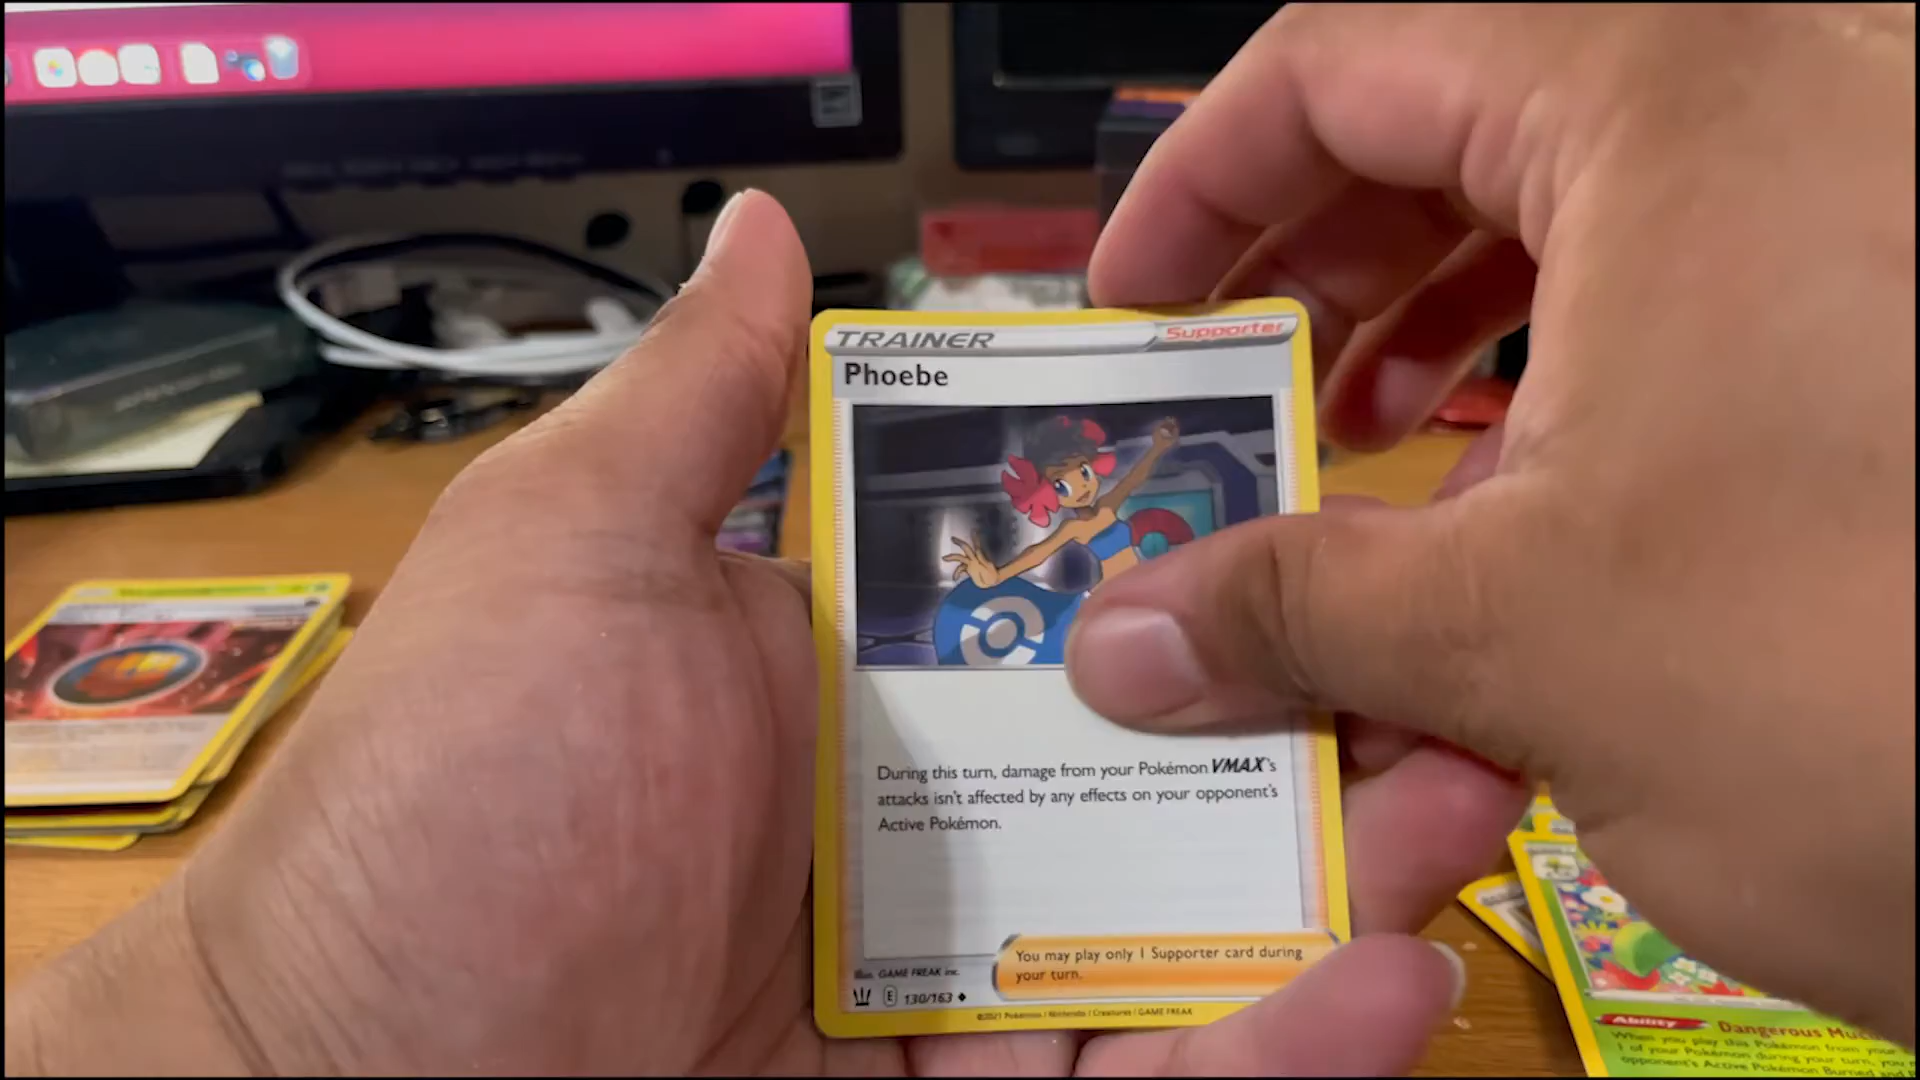 TRAINER
Supporter
Phoebe
During this turn, damage from your Pokémon VMAX's
attacks isn't affected by any effects on your opponent's
Active Pokémon.
You may play only 1 Supporter card during
your turn.
Illus. GAME FREAK inc.
E 130/163
©2021 Pokémon / Nintendo / Creatures / GAME FREAK
Ability
Dangerous
When you play this Pokémon from your
1 of your Pokémon during your turn, you
opponent's Active Pokémon Burned and